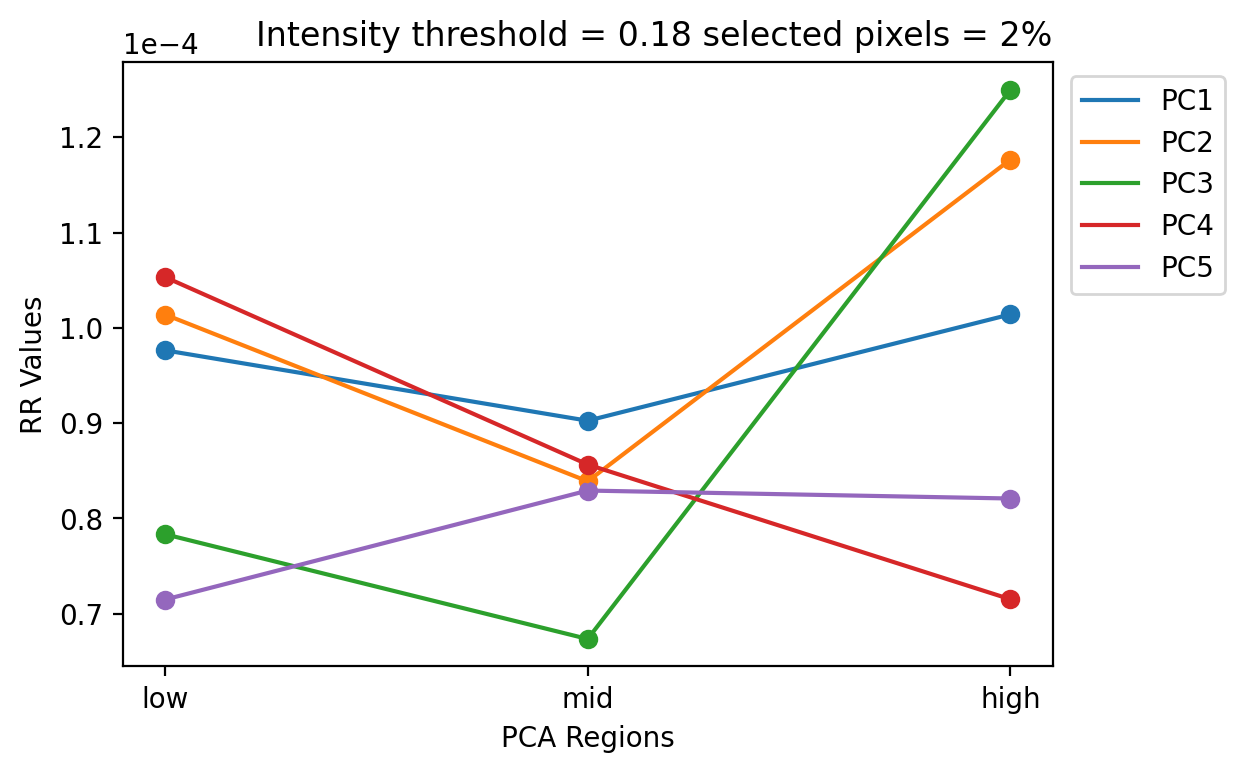 Intensity threshold = 0.18 selected pixels = 2%
1e−4
1.2
1.1
1.0
0.9
0.8
0.7
RR Values
low mid high
PCA Regions
PC1
PC2
PC3
PC4
PC5